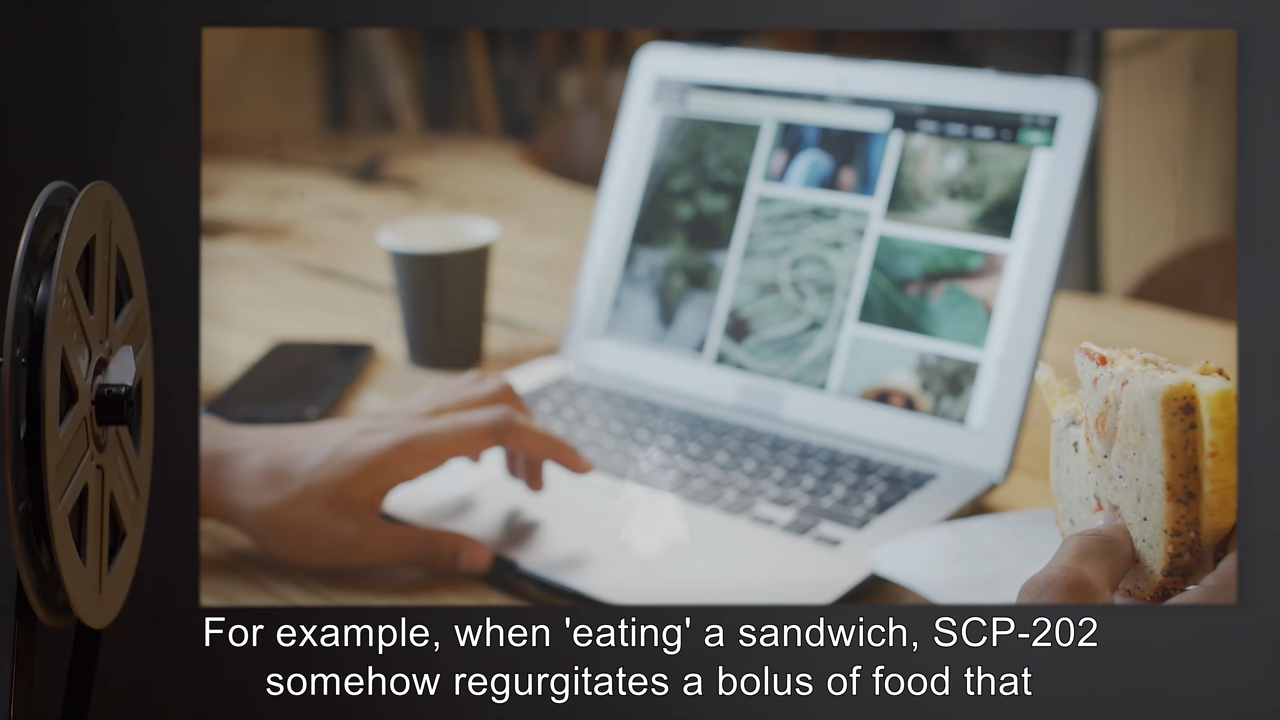 For example, when 'eating' a sandwich, SCP-202
somehow regurgitates a bolus of food that